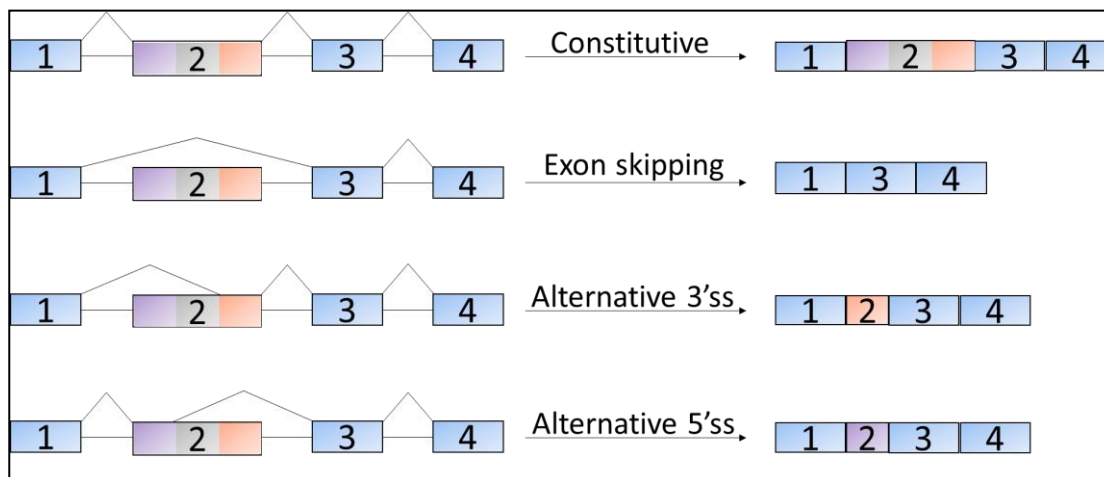 1 2 3 4 Constitutive 1 2 3 4
1 2 3 4 Exon skipping 1 3 4
1 2 3 4 Alternative 3'ss 1 2 3 4
1 2 3 4 Alternative 5'ss 1 2 3 4